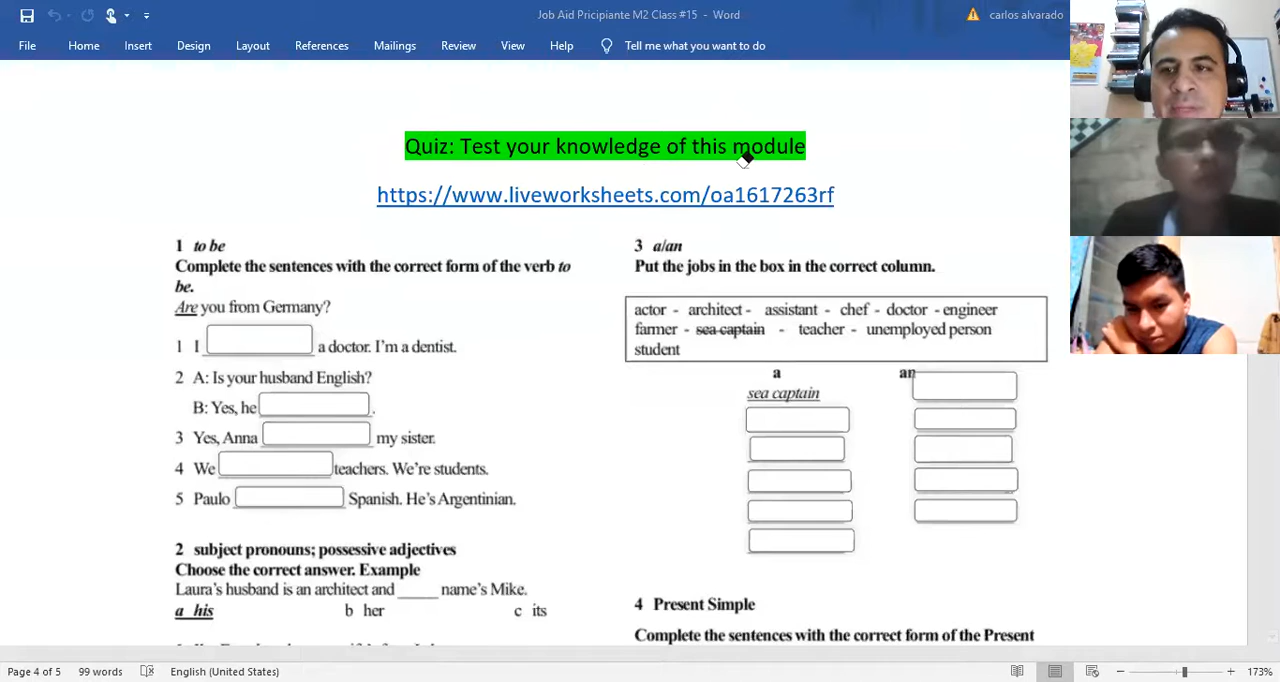 Job Aid Pricipiante M2 Class #15 - Word
carlos alvarado
File Home Insert Design Layout References Mailings Review View Help Tell me what you want to do
Quiz: Test your knowledge of this module
https://www.liveworksheets.com/oa1617263rf
1 to be
Complete the sentences with the correct form of the verb to
be.
Are you from Germany?
1 I a doctor. I'm a dentist.
2 A: Is your husband English?
B: Yes, he .
3 Yes, Anna my sister.
4 We teachers. We're students.
5 Paulo Spanish. He's Argentinian.
2 subject pronouns; possessive adjectives
Choose the correct answer. Example
Laura's husband is an architect and _____ name's Mike.
a his b her c its
3 a/an
Put the jobs in the box in the correct column.
actor - architect - assistant - chef - doctor - engineer
farmer - sea captain - teacher - unemployed person
student
a an
sea captain
4 Present Simple
Complete the sentences with the correct form of the Present
Page 4 of 5 99 words English (United States) 173%